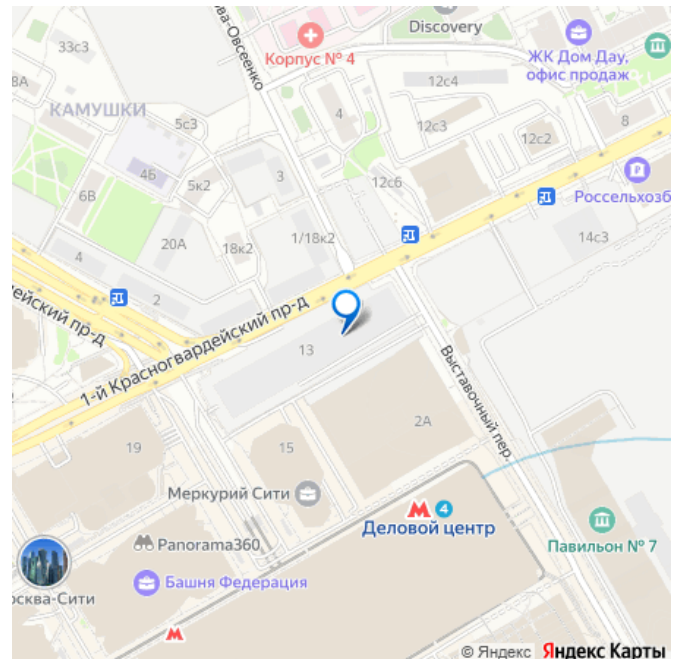 33с3
ова-Овсеенко
Discovery
Корпус № 4
ЖК Дом Дау,
офис продаж
8А
КАМУШКИ
12с4
5с3
4
12с3
12с2
8
4Б
5к2
3
12с6
6В
Россельхозб
20А
18к2
1/18к2
14с3
4
2
ейский пр-д
1-й Красногвардейский пр-д
13
Выставочный пер.
19
15
2А
Меркурий Сити
4
Деловой центр
Panorama360
Павильон № 7
Башня Федерация
осква-Сити
© Яндекс Яндекс Карты